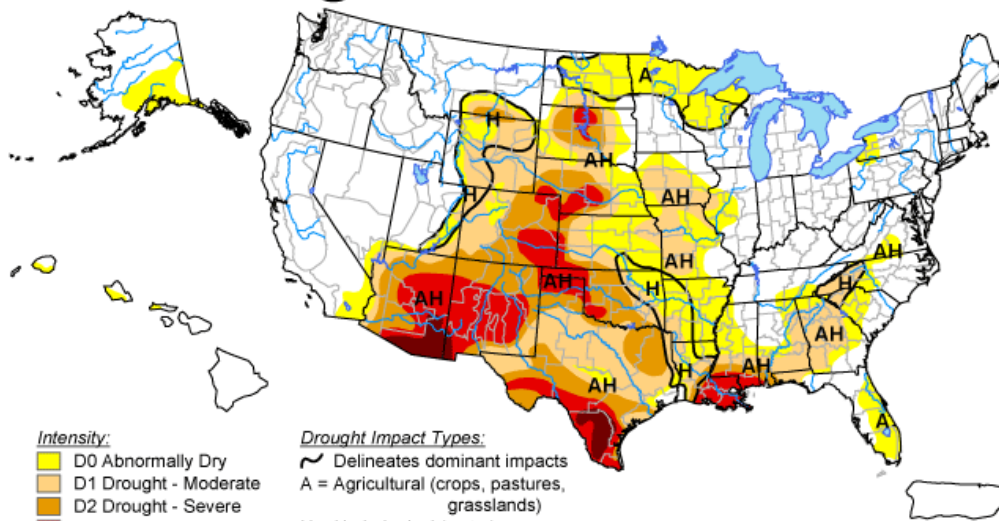 A
H
AH
H
AH
AH
AH
H
AH
AH
H
AH
AH
H
AH
A
Intensity:
D0 Abnormally Dry
D1 Drought - Moderate
D2 Drought - Severe
Drought Impact Types:
Delineates dominant impacts
A = Agricultural (crops, pastures,
grasslands)